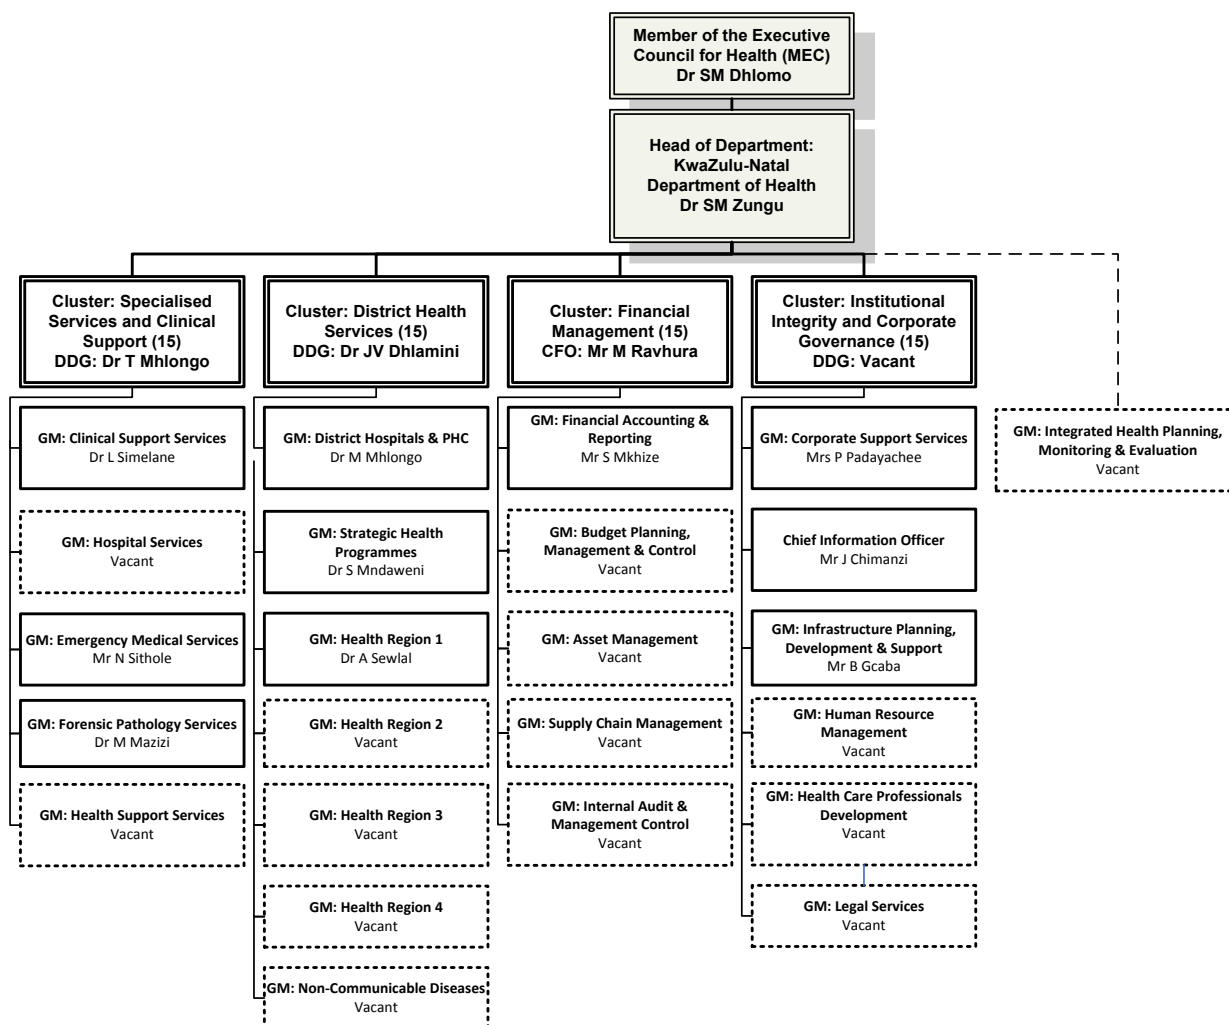 Member of the Executive
Council for Health (MEC)
Dr SM Dhlomo
Head of Department:
KwaZulu-Natal
Department of Health
Dr SM Zungu
Cluster: Specialised
Services and Clinical
Support (15)
DDG: Dr T Mhlongo
Cluster: District Health
Services (15)
DDG: Dr JV Dhlamini
Cluster: Financial
Management (15)
CFO: Mr M Ravhura
Cluster: Institutional
Integrity and Corporate
Governance (15)
DDG: Vacant
GM: Clinical Support Services
Dr L Simelane
GM: District Hospitals & PHC
Dr M Mhlongo
GM: Financial Accounting &
Reporting
Mr S Mkhize
GM: Corporate Support Services
Mrs P Padayachee
GM: Integrated Health Planning,
Monitoring & Evaluation
Vacant
GM: Hospital Services
Vacant
GM: Strategic Health
Programmes
Dr S Mndaweni
GM: Budget Planning,
Management & Control
Vacant
Chief Information Officer
Mr J Chimanzi
GM: Emergency Medical Services
Mr N Sithole
GM: Health Region 1
Dr A Sewlal
GM: Asset Management
Vacant
GM: Infrastructure Planning,
Development & Support
Mr B Gcaba
GM: Forensic Pathology Services
Dr M Mazizi
GM: Health Region 2
Vacant
GM: Supply Chain Management
Vacant
GM: Human Resource
Management
Vacant
GM: Health Support Services
Vacant
GM: Health Region 3
Vacant
GM: Internal Audit &
Management Control
Vacant
GM: Health Care Professionals
Development
Vacant
GM: Health Region 4
Vacant
GM: Legal Services
Vacant
GM: Non-Communicable Diseases
Vacant